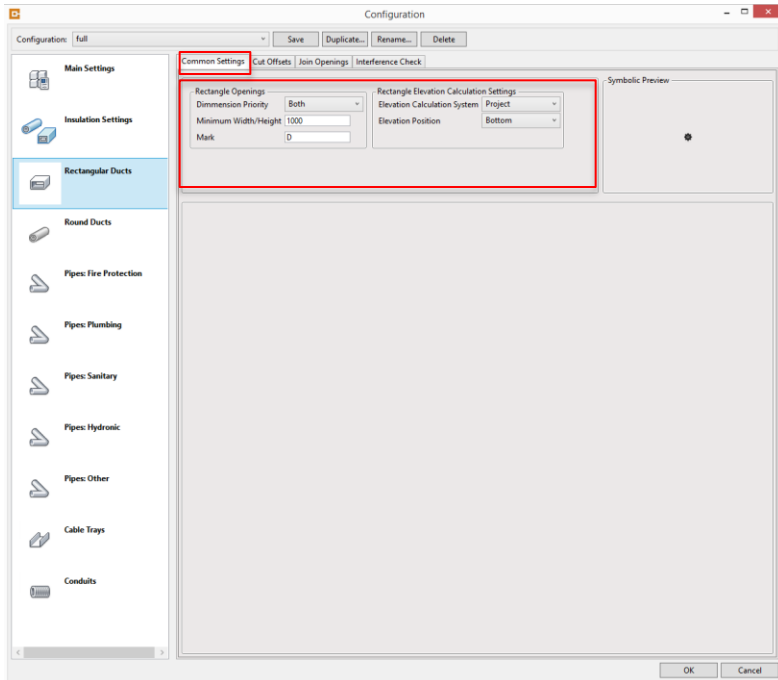 Configuration
Configuration: full Save Duplicate... Rename... Delete
Main Settings
Insulation Settings
Rectangular Ducts
Round Ducts
Pipes: Fire Protection
Pipes: Plumbing
Pipes: Sanitary
Pipes: Hydronic
Pipes: Other
Cable Trays
Conduits
Common Settings Cut Offsets Join Openings Interference Check
Rectangle Openings
Dimmension Priority Both
Minimum Width/Height 1000
Mark D
Rectangle Elevation Calculation Settings
Elevation Calculation System Project
Elevation Position Bottom
Symbolic Preview
OK Cancel